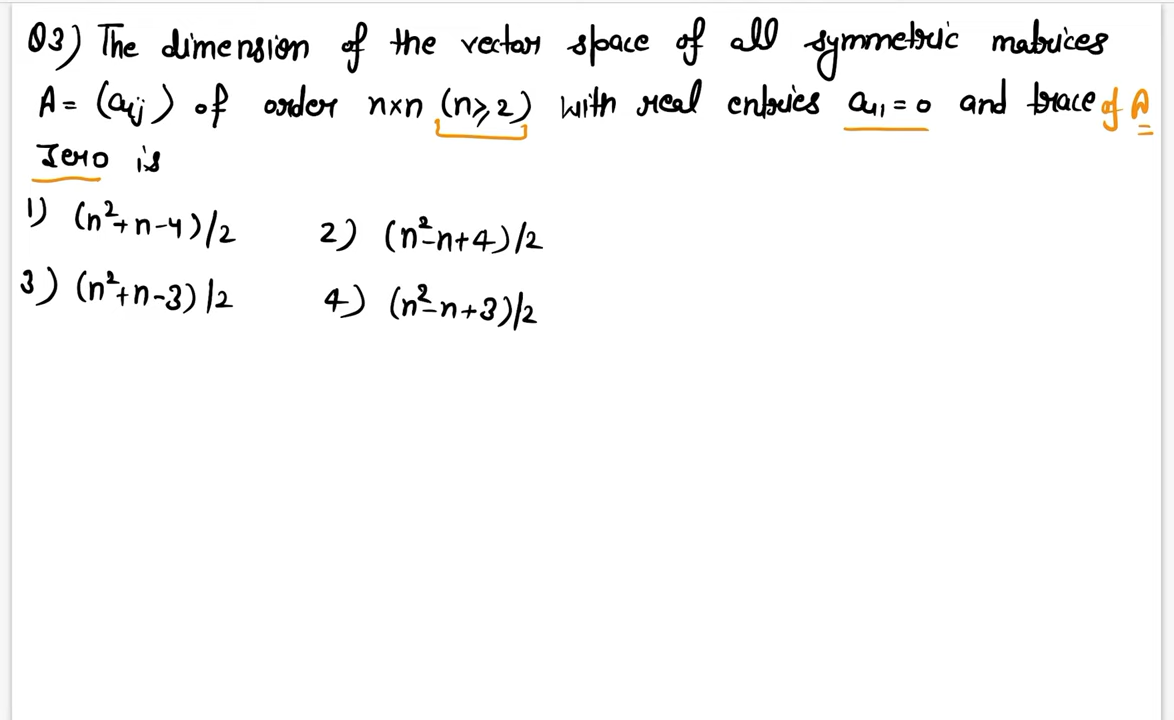 Q3) The dimension of the vector space of all symmetric matrices
A = (aij) of order n×n (n≥2) with real entries a11 = 0 and trace of A
zero is
1) (n²+n-4)/2 2) (n²-n+4)/2
3) (n²+n-3)/2 4) (n²-n+3)/2